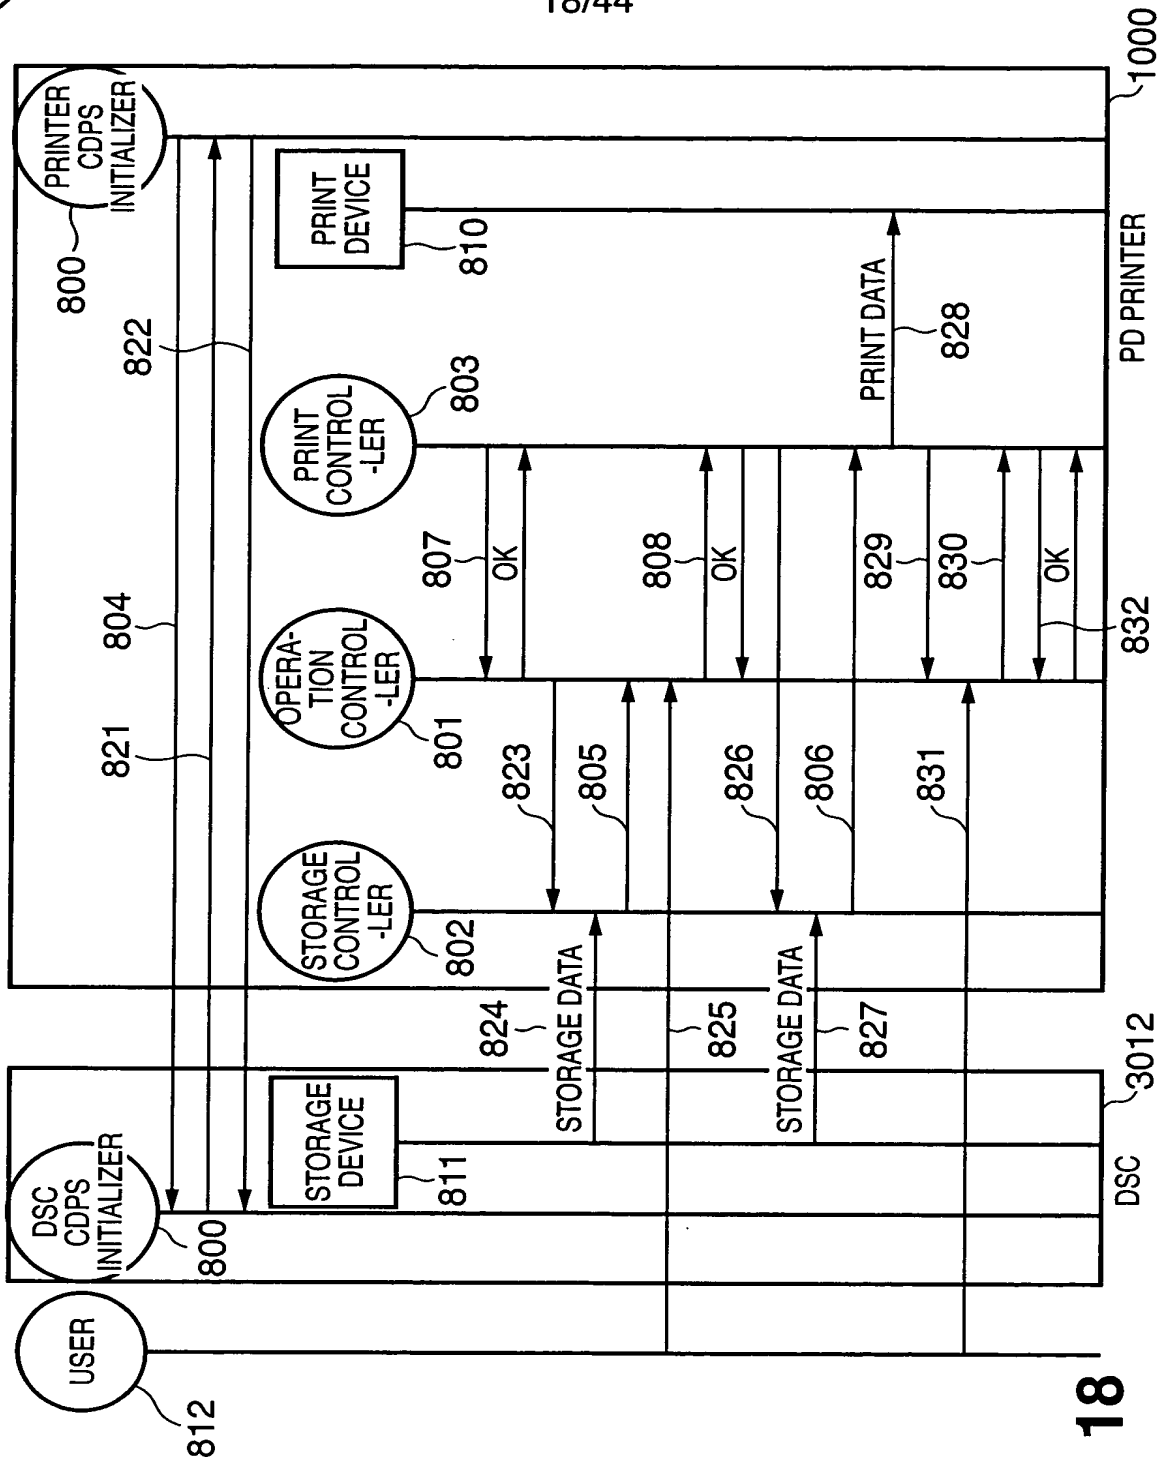 18/44
USER
812
DSC
CDPS
INITIALIZER
800
PRINTER
CDPS
INITIALIZER
800
804
821
822
STORAGE
DEVICE
811
STORAGE
CONTROL
-LER
802
OPERA-
TION
CONTROL
-LER
801
PRINT
CONTROL
-LER
803
PRINT
DEVICE
810
807
OK
823
824
STORAGE DATA
805
825
808
OK
826
STORAGE DATA
827
806
PRINT DATA
828
829
831
830
OK
832
DSC
3012
PD PRINTER
1000
18